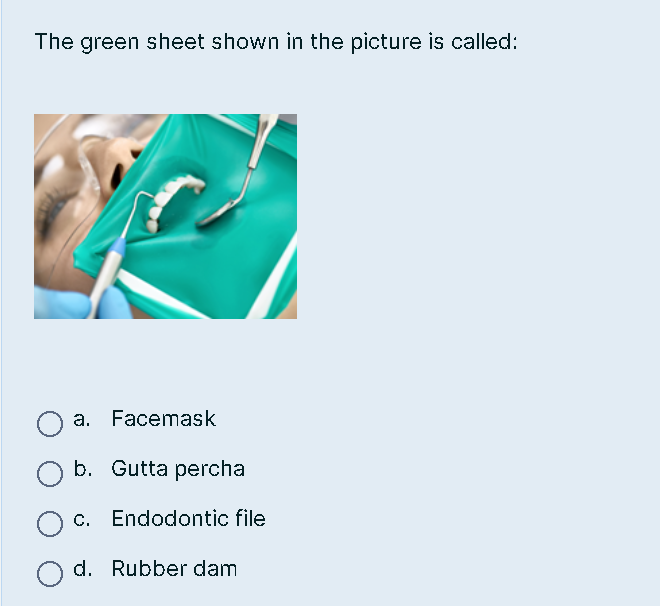 The green sheet shown in the picture is called:
a. Facemask
b. Gutta percha
c. Endodontic file
d. Rubber dam